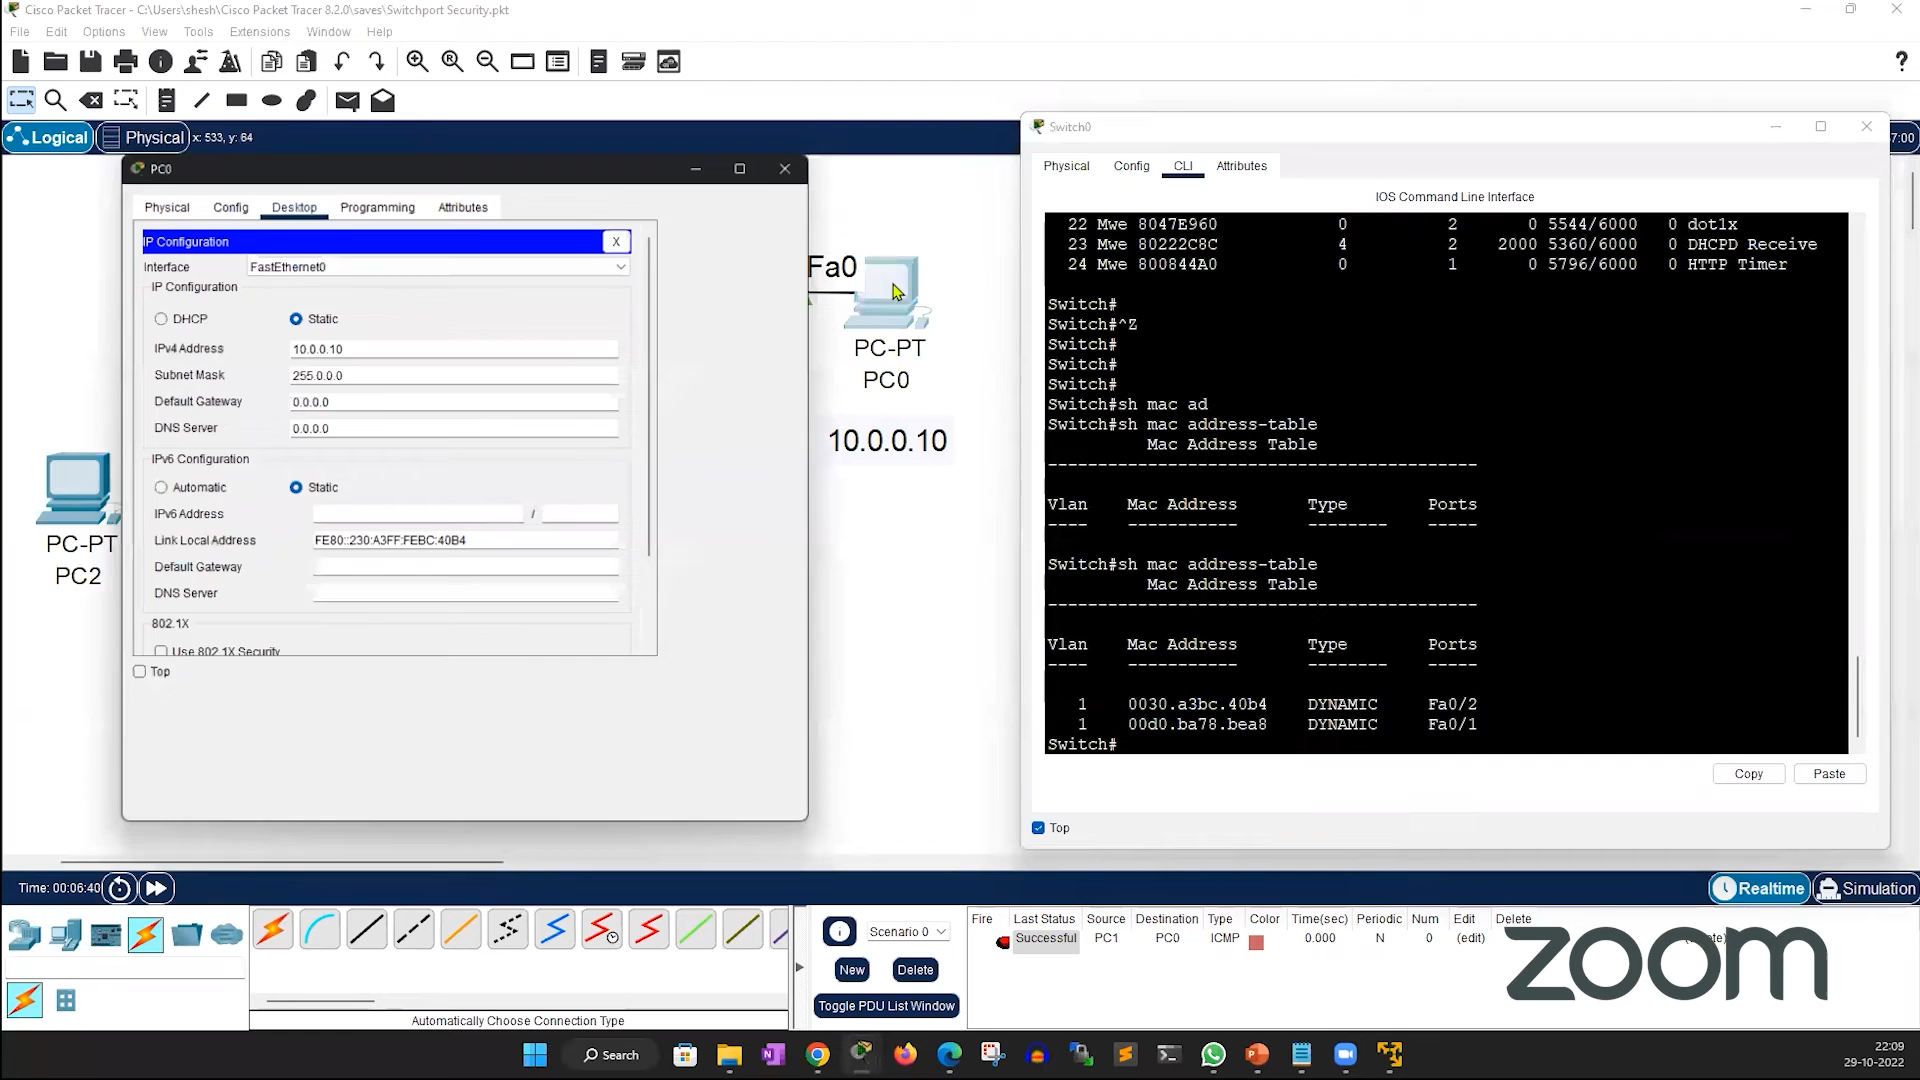 Cisco Packet Tracer - C:\Users\shesh\Cisco Packet Tracer 8.2.0\saves\Switchport Security.pkt
File Edit Options View Tools Extensions Window Help
Logical Physical x: 533, y: 64
7:00
PC0
Physical Config Desktop Programming Attributes
IP Configuration X
Interface FastEthernet0
IP Configuration
DHCP Static
IPv4 Address 10.0.0.10
Subnet Mask 255.0.0.0
Default Gateway 0.0.0.0
DNS Server 0.0.0.0
IPv6 Configuration
Automatic Static
IPv6 Address /
Link Local Address FE80::230:A3FF:FEBC:40B4
Default Gateway
DNS Server
802.1X
Use 802.1X Security
Top
PC-PT
PC2
Fa0
PC-PT
PC0
10.0.0.10
Switch0
Physical Config CLI Attributes
IOS Command Line Interface
22 Mwe 8047E960 0 2 0 5544/6000 0 dot1x
23 Mwe 80222C8C 4 2 2000 5360/6000 0 DHCPD Receive
24 Mwe 800844A0 0 1 0 5796/6000 0 HTTP Timer
Switch#
Switch#^Z
Switch#
Switch#
Switch#
Switch#sh mac ad
Switch#sh mac address-table
Mac Address Table
-------------------------------------------
Vlan Mac Address Type Ports
---- ----------- -------- -----
Switch#sh mac address-table
Mac Address Table
-------------------------------------------
Vlan Mac Address Type Ports
---- ----------- -------- -----
1 0030.a3bc.40b4 DYNAMIC Fa0/2
1 00d0.ba78.bea8 DYNAMIC Fa0/1
Switch#
Copy Paste
Top
Time: 00:06:40
Realtime Simulation
Automatically Choose Connection Type
Scenario 0
New Delete
Toggle PDU List Window
Fire Last Status Source Destination Type Color Time(sec) Periodic Num Edit Delete
Successful PC1 PC0 ICMP 0.000 N 0 (edit)
zoom
Search
22:09
29-10-2022